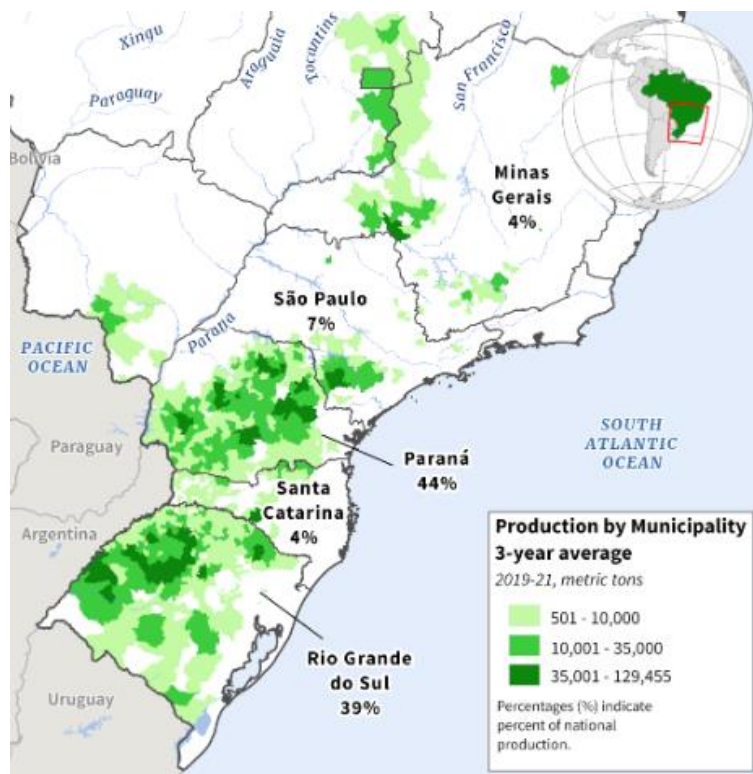 Xingu
Araguaia
Tocantins
San Francisco
Paraguay
Bolivia
Minas
Gerais
4%
São Paulo
7%
Parana
PACIFIC
OCEAN
Paraguay
SOUTH
ATLANTIC
OCEAN
Paraná
44%
Santa
Catarina
4%
Argentina
Rio Grande
do Sul
39%
Uruguay
Production by Municipality
3-year average
2019-21, metric tons
501 - 10,000
10,001 - 35,000
35,001 - 129,455
Percentages (%) indicate
percent of national
production.